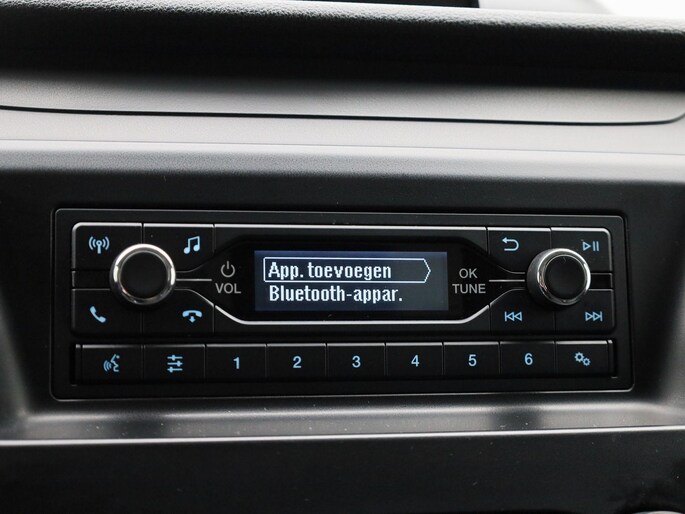 App. toevoegen
Bluetooth-appar.
VOL
OK
TUNE
1 2 3 4 5 6